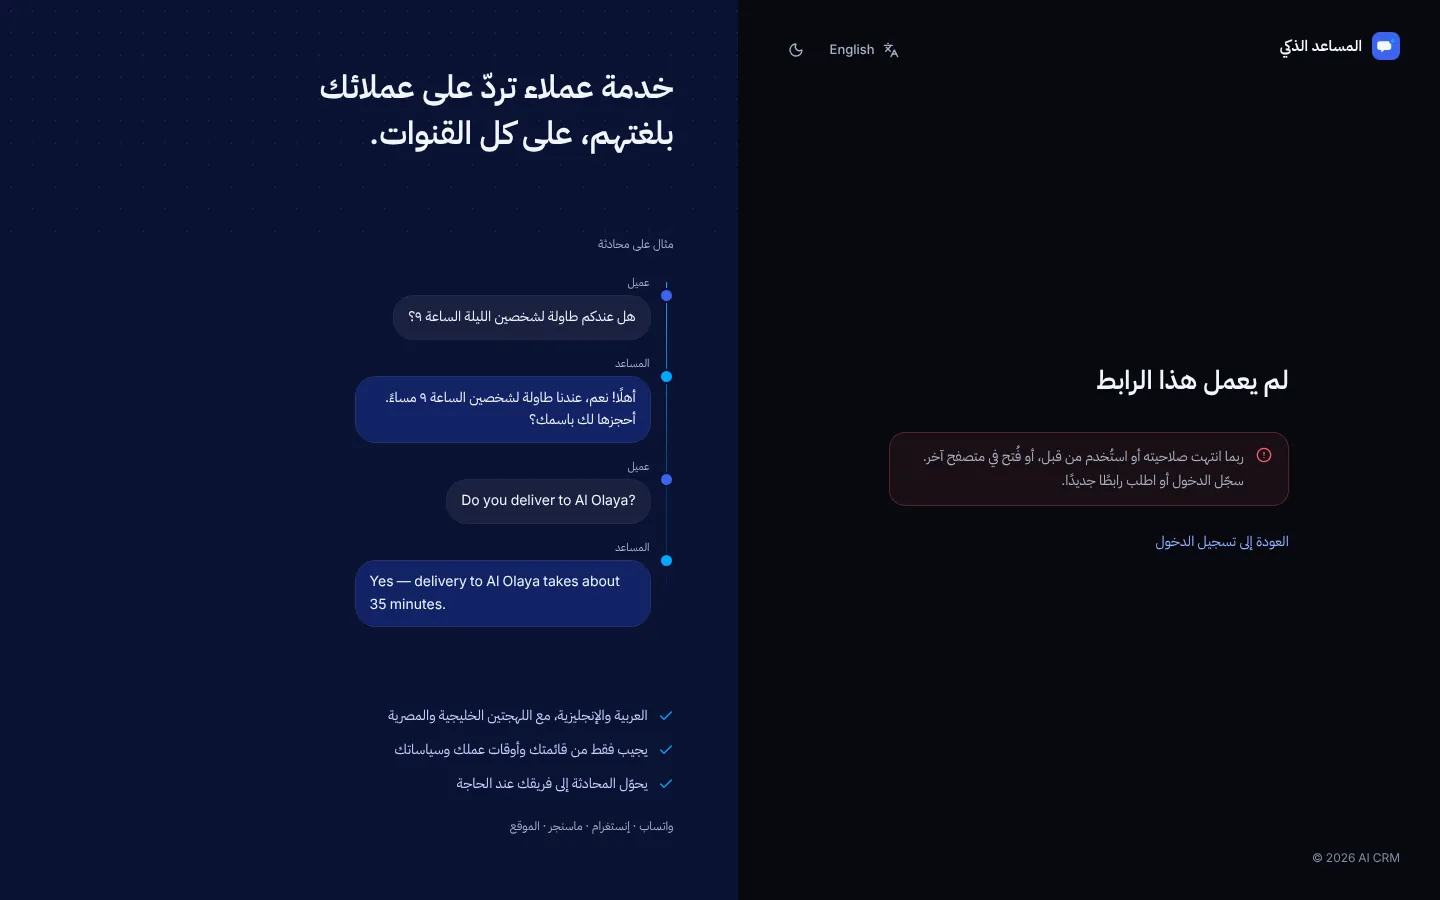 المساعد الذكي
English
لم يعمل هذا الرابط
ربما انتهت صلاحيته أو استُخدم من قبل، أو فُتح في متصفح آخر.
سجّل الدخول أو اطلب رابطًا جديدًا.
العودة إلى تسجيل الدخول
© 2026 AI CRM
خدمة عملاء تردّ على عملائك
بلغتهم، على كل القنوات.
مثال على محادثة
عميل
هل عندكم طاولة لشخصين الليلة الساعة ٩؟
المساعد
أهلًا! نعم، عندنا طاولة لشخصين الساعة ٩ مساءً.
أحجزها لك باسمك؟
عميل
Do you deliver to Al Olaya?
المساعد
Yes — delivery to Al Olaya takes about
35 minutes.
العربية والإنجليزية، مع اللهجتين الخليجية والمصرية
يجيب فقط من قائمتك وأوقات عملك وسياساتك
يحوّل المحادثة إلى فريقك عند الحاجة
واتساب · إنستغرام · ماسنجر · الموقع